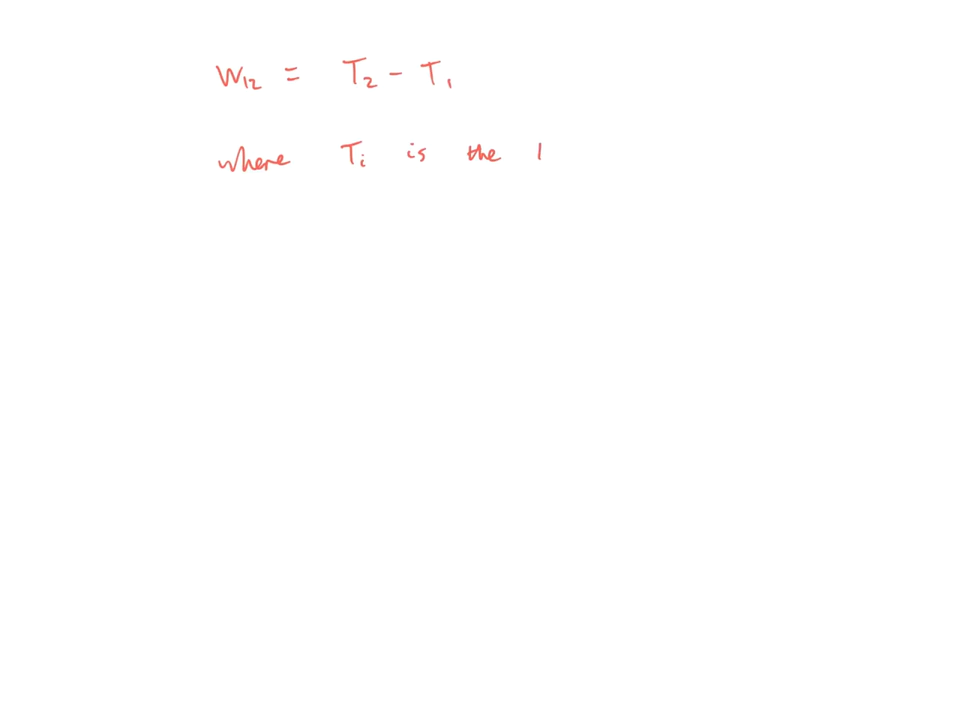 W₁₂ = T₂ - T₁
where Tᵢ is the